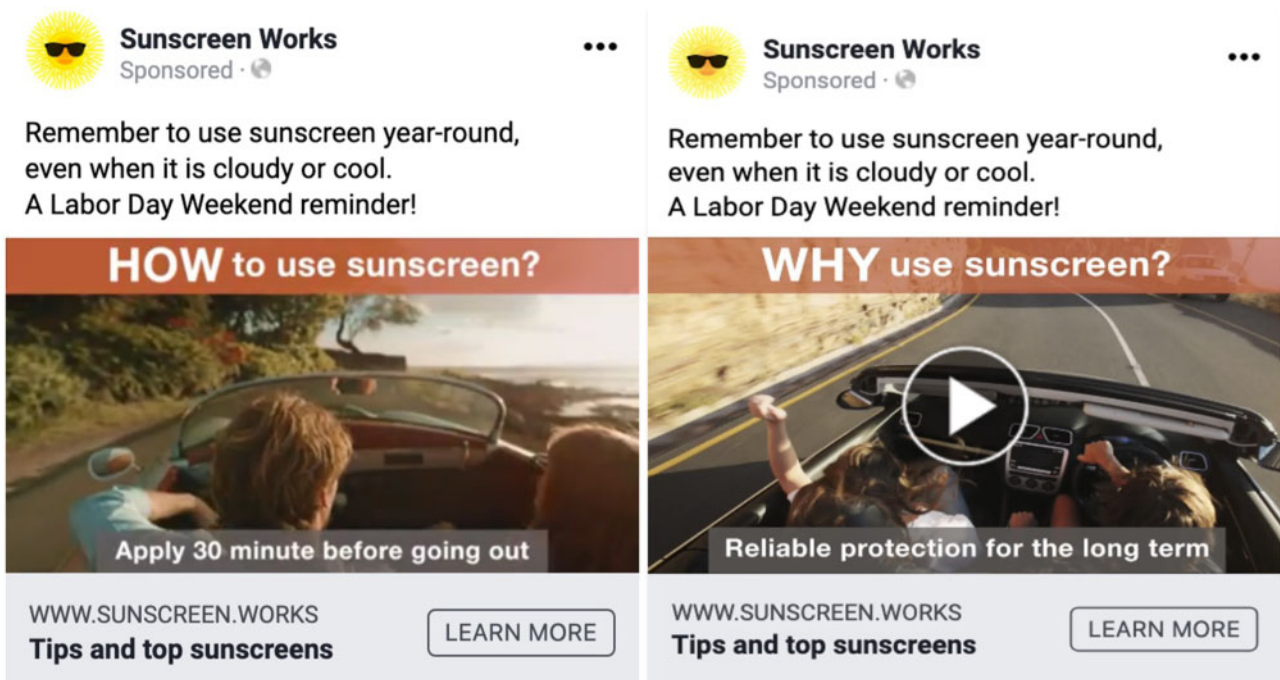 Sunscreen Works
Sponsored ·
Remember to use sunscreen year-round,
even when it is cloudy or cool.
A Labor Day Weekend reminder!
HOW to use sunscreen?
Apply 30 minute before going out
WWW.SUNSCREEN.WORKS
Tips and top sunscreens
LEARN MORE
Sunscreen Works
Sponsored ·
Remember to use sunscreen year-round,
even when it is cloudy or cool.
A Labor Day Weekend reminder!
WHY use sunscreen?
Reliable protection for the long term
WWW.SUNSCREEN.WORKS
Tips and top sunscreens
LEARN MORE